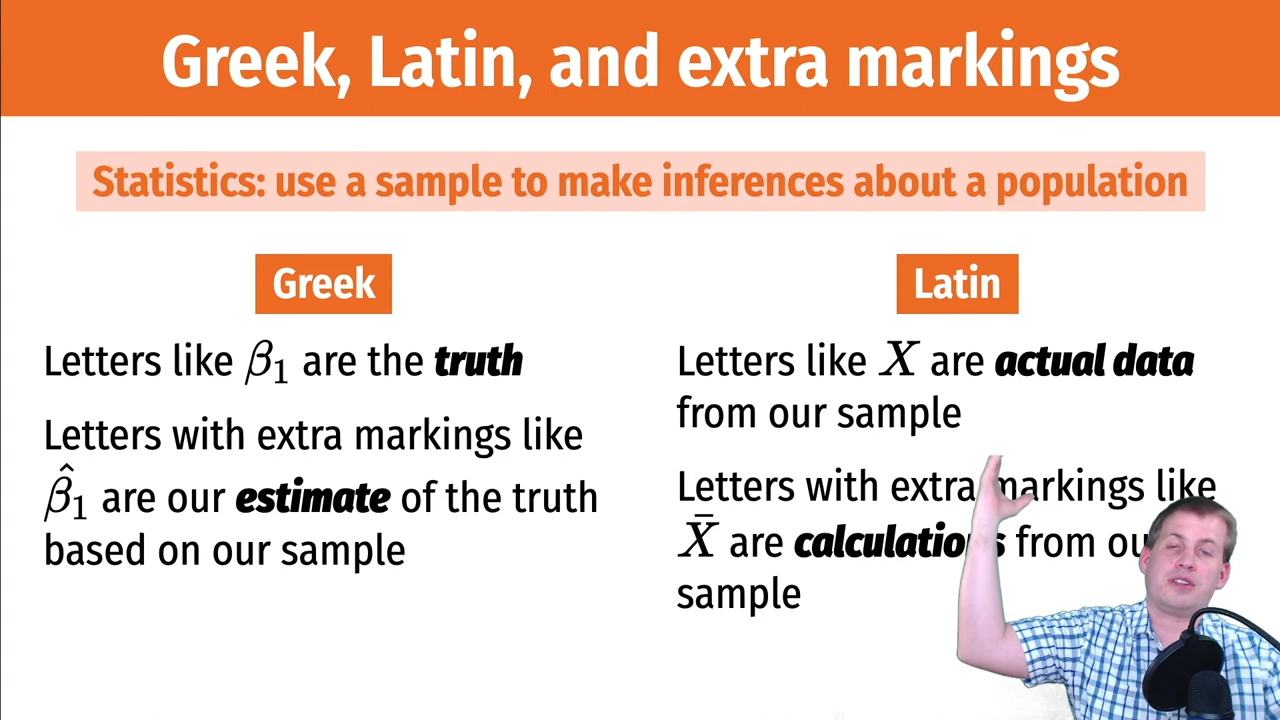 Greek, Latin, and extra markings
Statistics: use a sample to make inferences about a population
Greek
Letters like β₁ are the truth
Letters with extra markings like
β̂₁ are our estimate of the truth
based on our sample
Latin
Letters like X are actual data
from our sample
Letters with extra markings like
X̄ are calculations from
sample